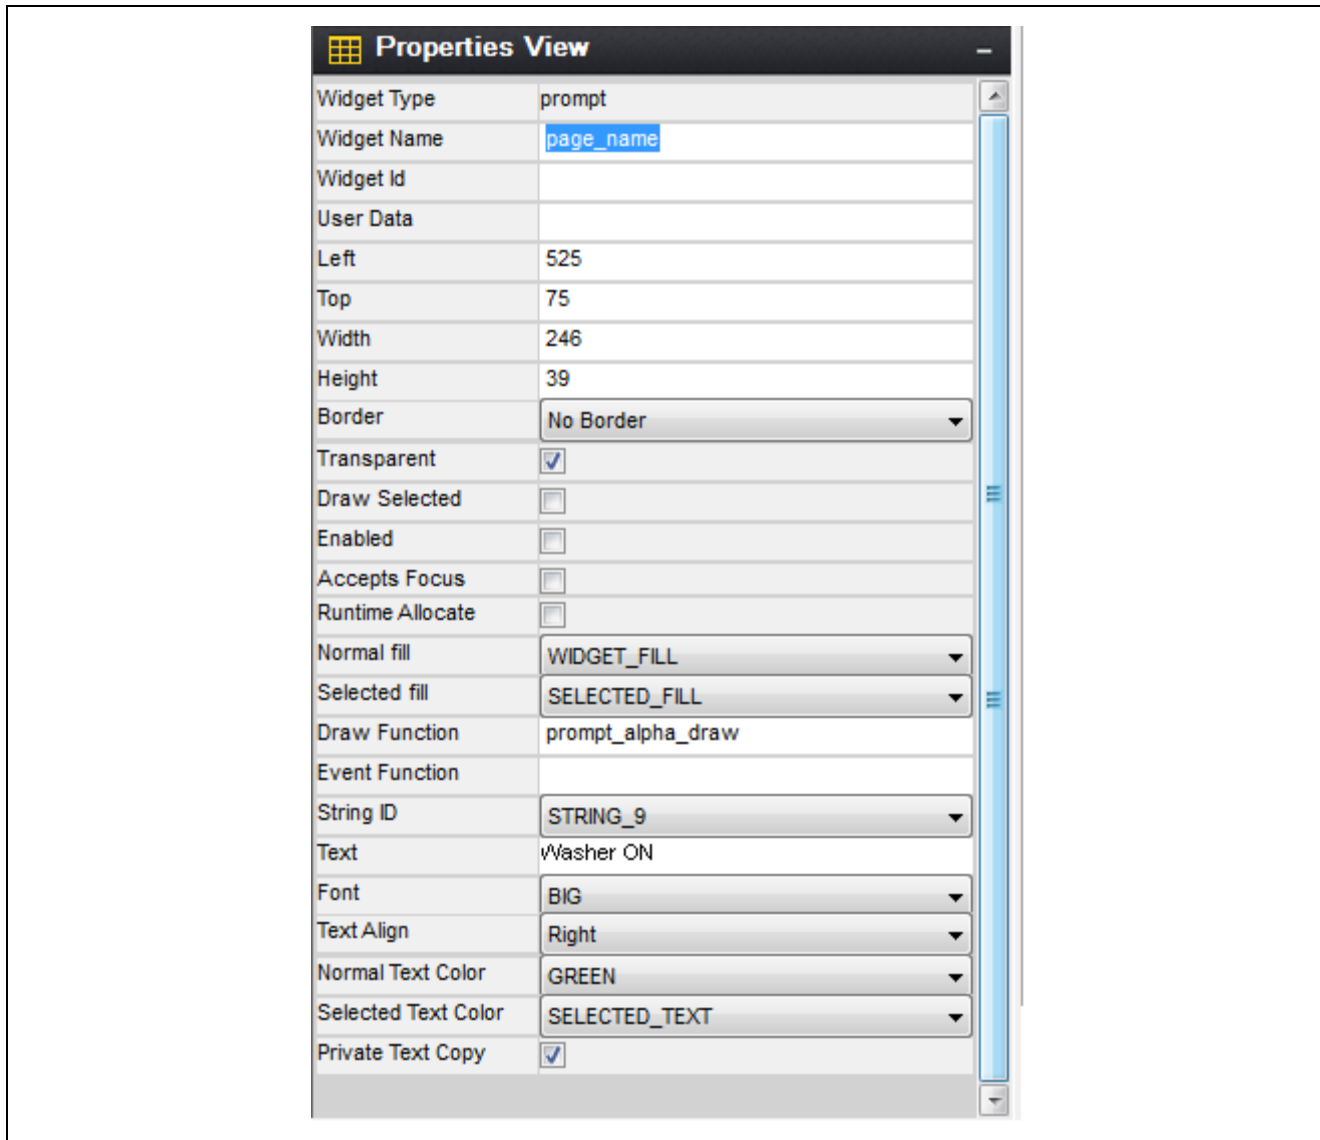 Properties View
Widget Type prompt
Widget Name page_name
Widget Id
User Data
Left 525
Top 75
Width 246
Height 39
Border No Border
Transparent
Draw Selected
Enabled
Accepts Focus
Runtime Allocate
Normal fill WIDGET_FILL
Selected fill SELECTED_FILL
Draw Function prompt_alpha_draw
Event Function
String ID STRING_9
Text Washer ON
Font BIG
Text Align Right
Normal Text Color GREEN
Selected Text Color SELECTED_TEXT
Private Text Copy